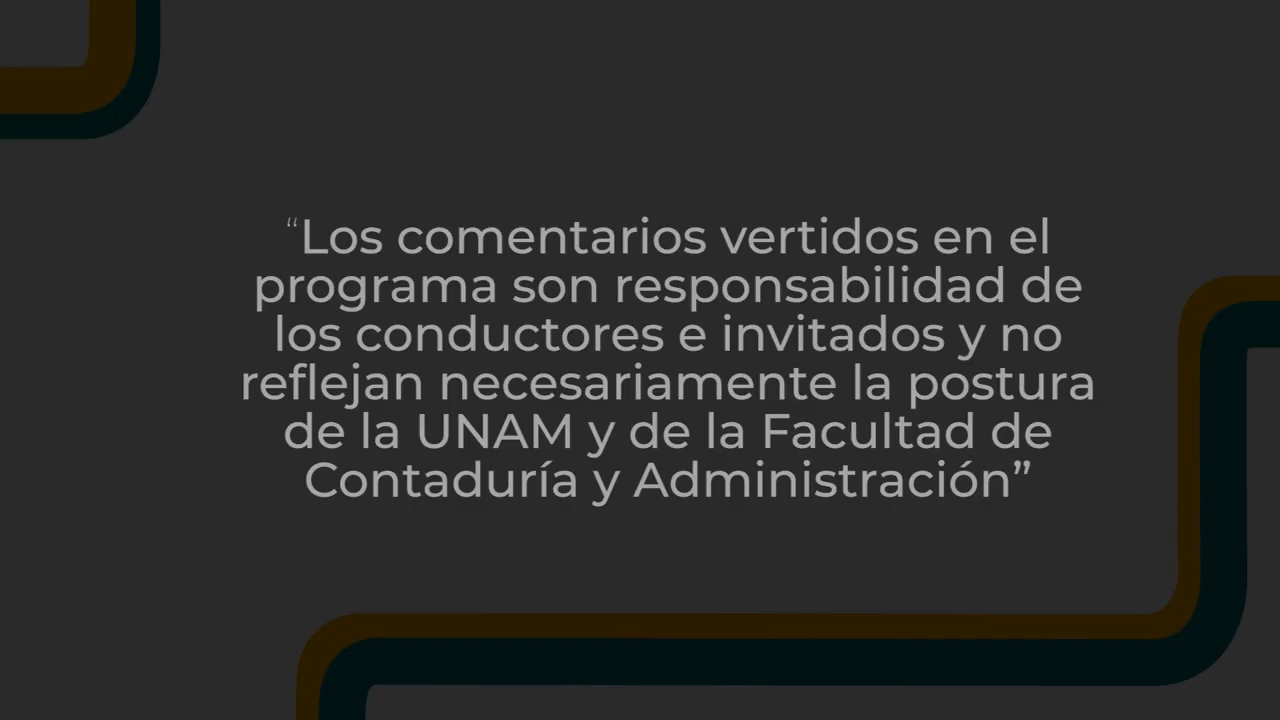 “Los comentarios vertidos en el
programa son responsabilidad de
los conductores e invitados y no
reflejan necesariamente la postura
de la UNAM y de la Facultad de
Contaduría y Administración”